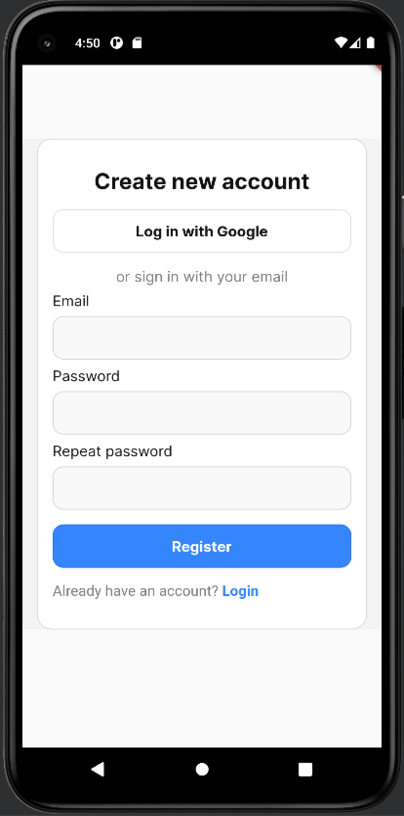 4:50
Create new account
Log in with Google
or sign in with your email
Email
Password
Repeat password
Register
Already have an account? Login